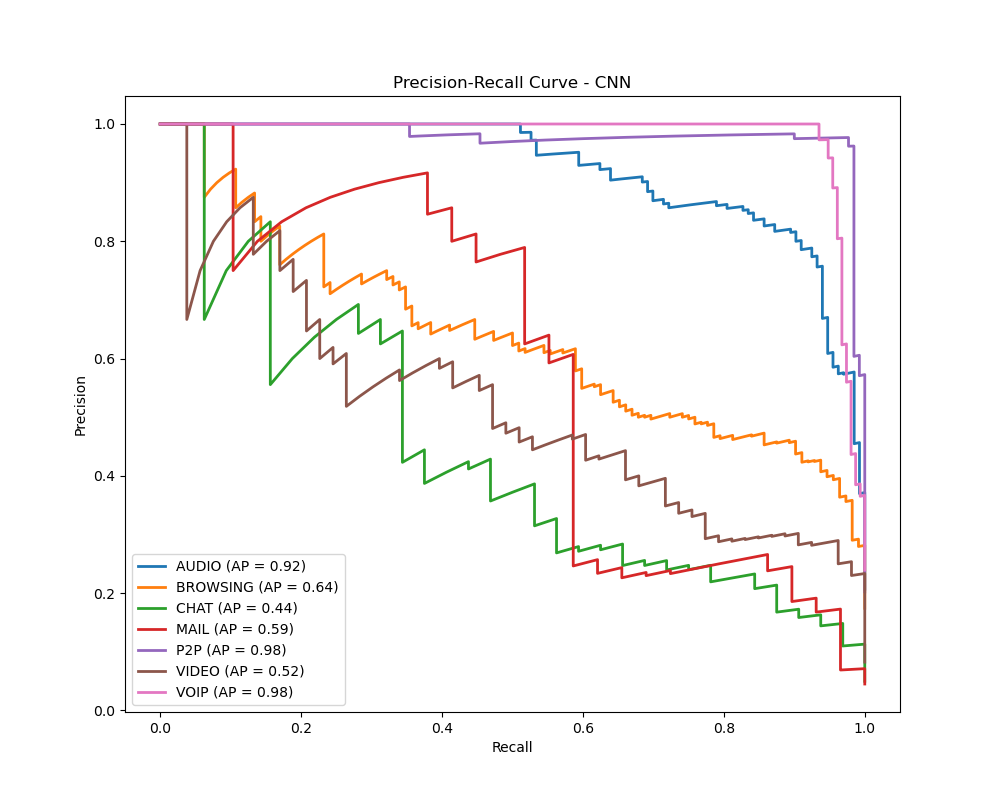 Precision-Recall Curve - CNN
1.0
0.8
0.6
0.4
0.2
0.0
Precision
AUDIO (AP = 0.92)
BROWSING (AP = 0.64)
CHAT (AP = 0.44)
MAIL (AP = 0.59)
P2P (AP = 0.98)
VIDEO (AP = 0.52)
VOIP (AP = 0.98)
0.0 0.2 0.4 0.6 0.8 1.0
Recall